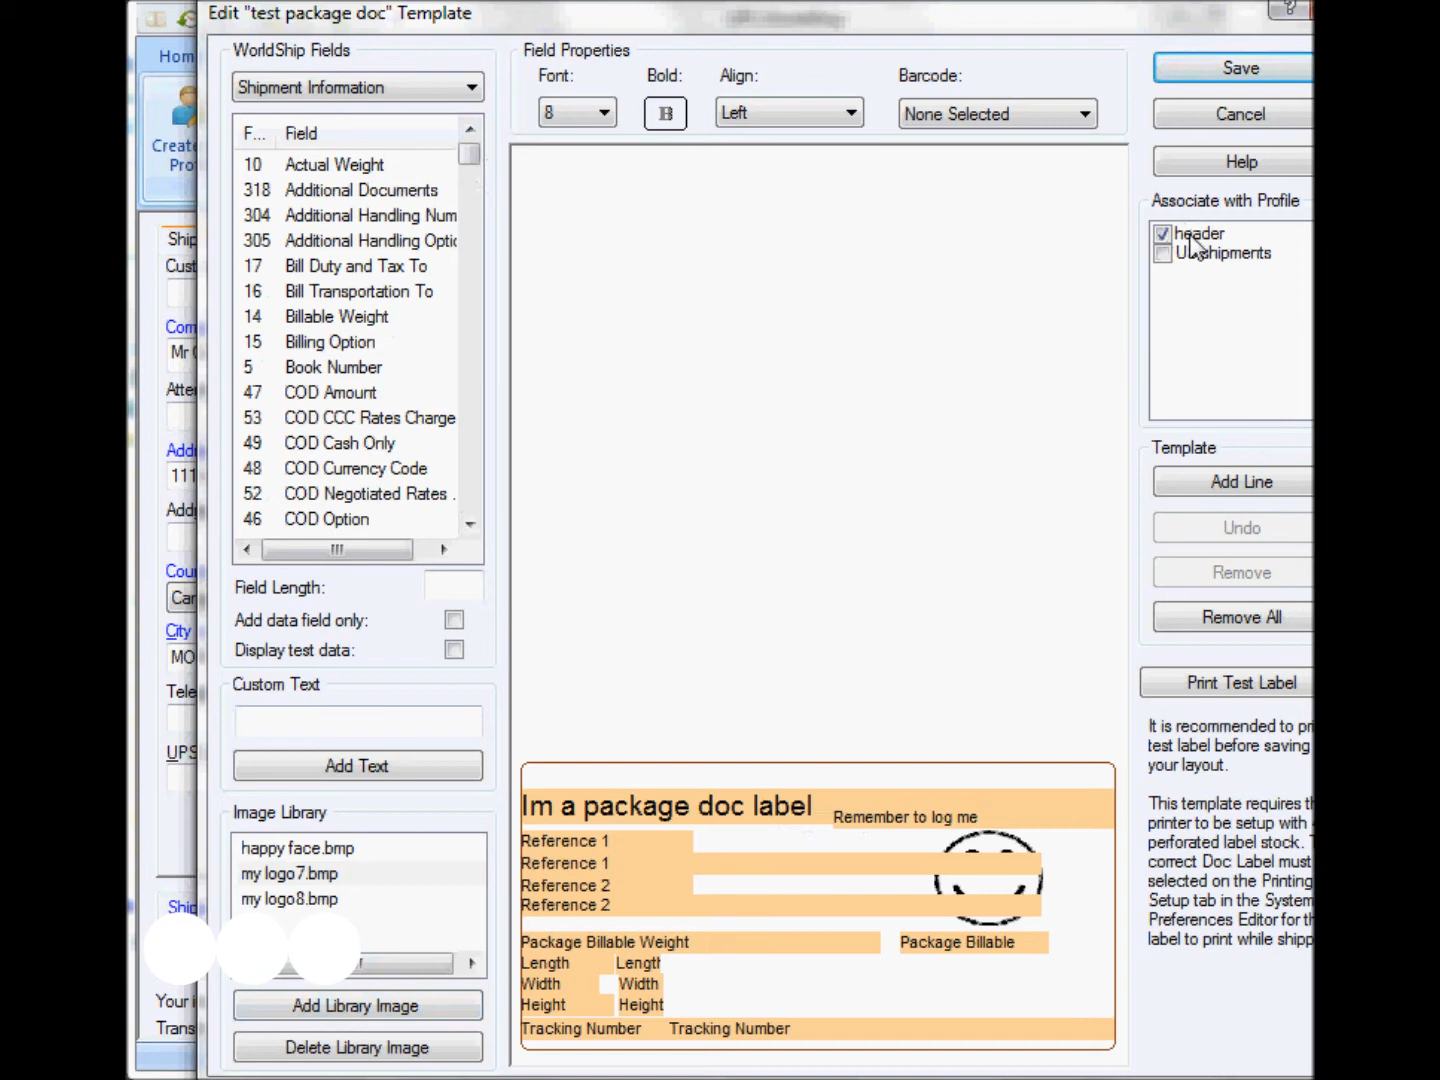 Edit "test package doc" Template
Hom
Create
Pro
Ship
Cust
Com
Mr
Atte
Addr
111
Add
Cou
Car
City
MO
Tele
UPS
Ship
Your i
Trans
WorldShip Fields
Shipment Information
F... Field
10 Actual Weight
318 Additional Documents
304 Additional Handling Num
305 Additional Handling Optic
17 Bill Duty and Tax To
16 Bill Transportation To
14 Billable Weight
15 Billing Option
5 Book Number
47 COD Amount
53 COD CCC Rates Charge
49 COD Cash Only
48 COD Currency Code
52 COD Negotiated Rates .
46 COD Option
Field Length:
Add data field only:
Display test data:
Custom Text
Add Text
Image Library
happy face.bmp
my logo7.bmp
my logo8.bmp
Add Library Image
Delete Library Image
Field Properties
Font: Bold: Align: Barcode:
8 B Left None Selected
Im a package doc label Remember to log me
Reference 1
Reference 1
Reference 2
Reference 2
Package Billable Weight Package Billable
Length Length
Width Width
Height Height
Tracking Number Tracking Number
?
Save
Cancel
Help
Associate with Profile
header
shipments
Template
Add Line
Undo
Remove
Remove All
Print Test Label
It is recommended to pr
test label before saving
your layout.
This template requires th
printer to be setup with
perforated label stock.
correct Doc Label must
selected on the Printing
Setup tab in the System
Preferences Editor for th
label to print while shipp